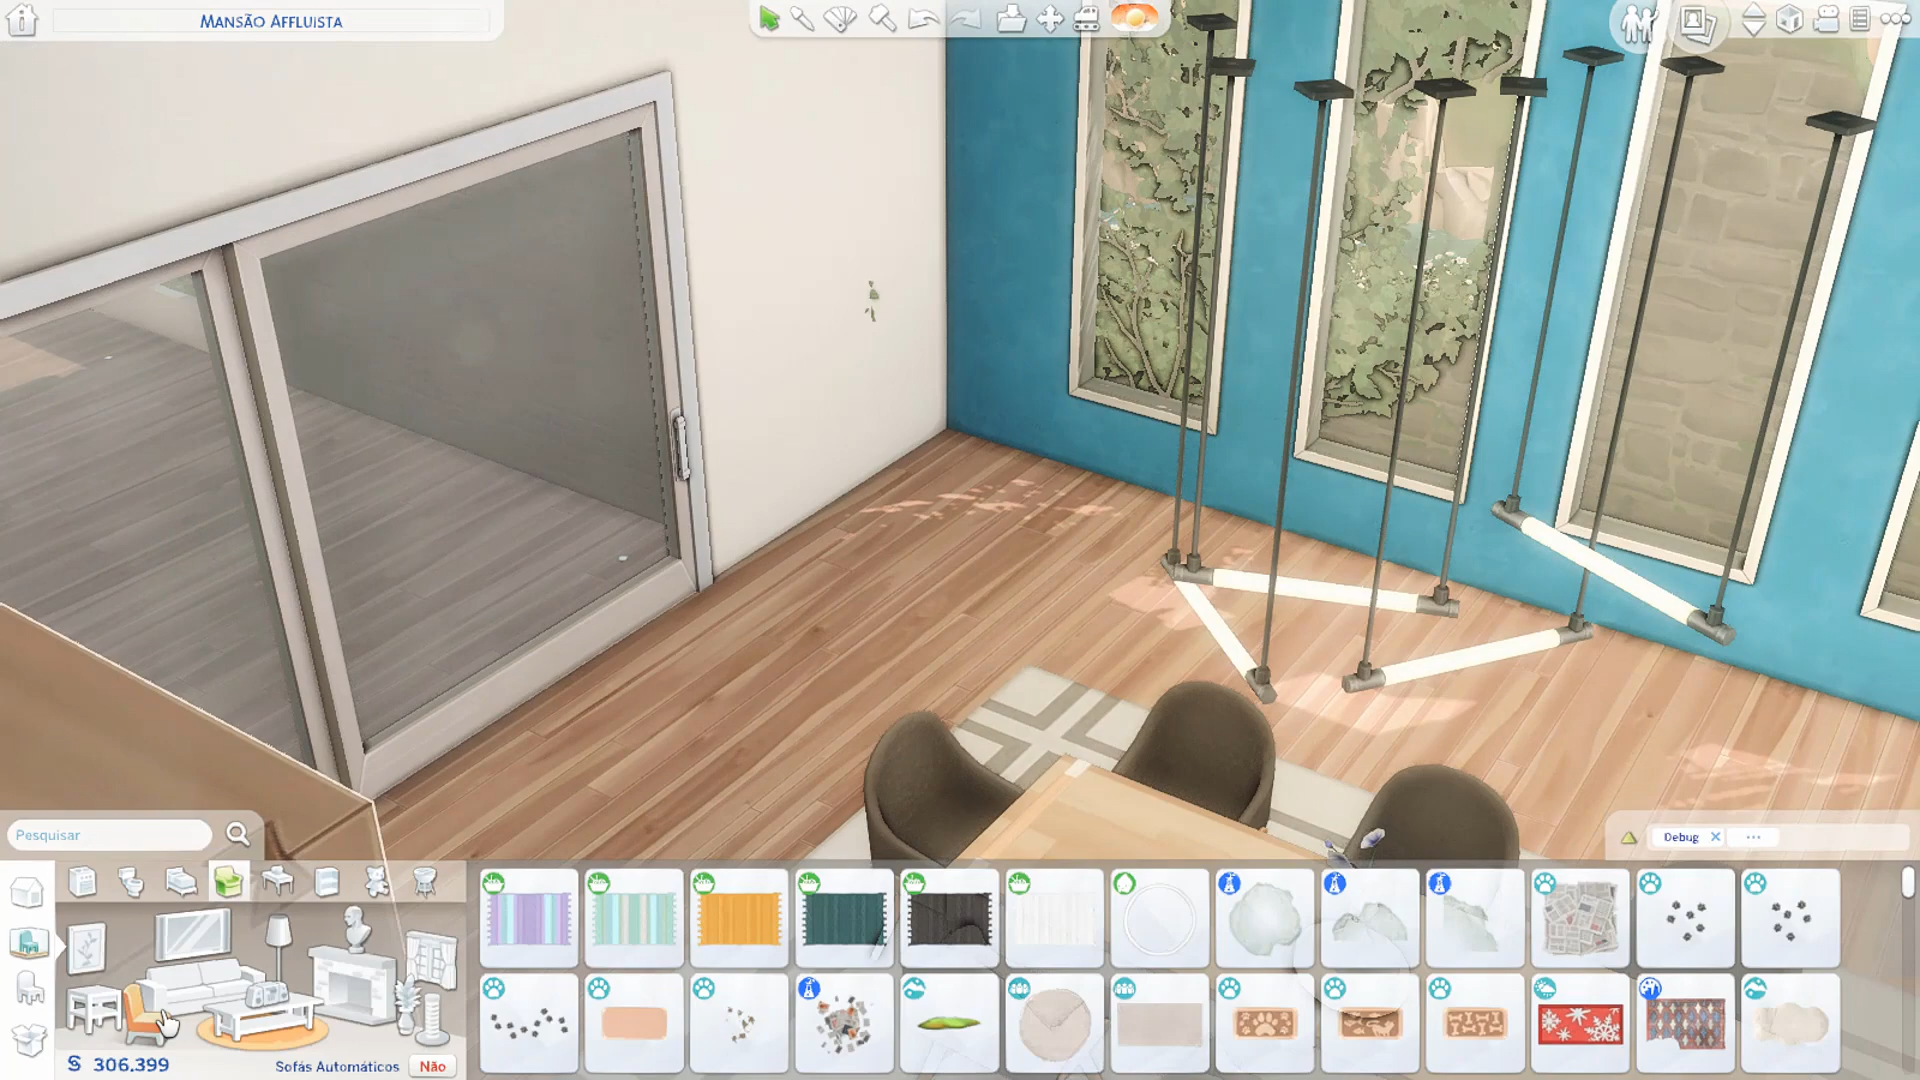 Mansão Affluista
Pesquisar
Debug
§ 306.399
Sofás Automáticos
Não